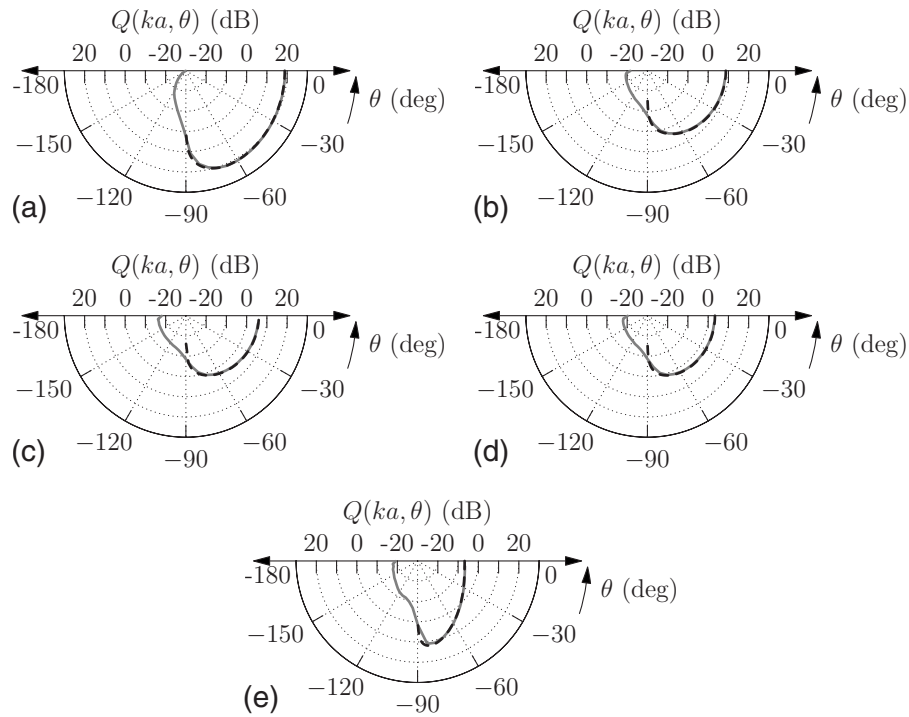 Q(ka, θ) (dB) Q(ka, θ) (dB)
20 0 -20 -20 0 20 20 0 -20 -20 0 20
-180 0 θ (deg) -180 0 θ (deg)
−150 −30 −150 −30
−120 −60 −120 −60
(a) −90 (b) −90
Q(ka, θ) (dB) Q(ka, θ) (dB)
20 0 -20 -20 0 20 20 0 -20 -20 0 20
-180 0 θ (deg) -180 0 θ (deg)
−150 −30 −150 −30
−120 −60 −120 −60
(c) −90 (d) −90
Q(ka, θ) (dB)
20 0 -20 -20 0 20
-180 0 θ (deg)
−150 −30
−120 −60
(e) −90